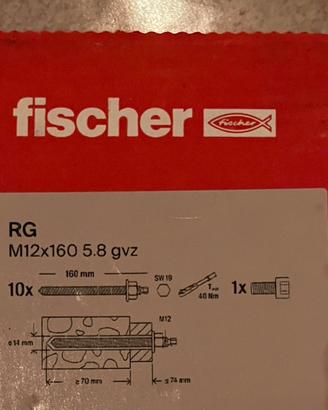 fischer
fischer
RG
M12x160 5.8 gvz
160 mm
SW 19
10x
T inst
40 Nm
1x
M12
ø 14 mm
≥ 70 mm
≤ 74 mm